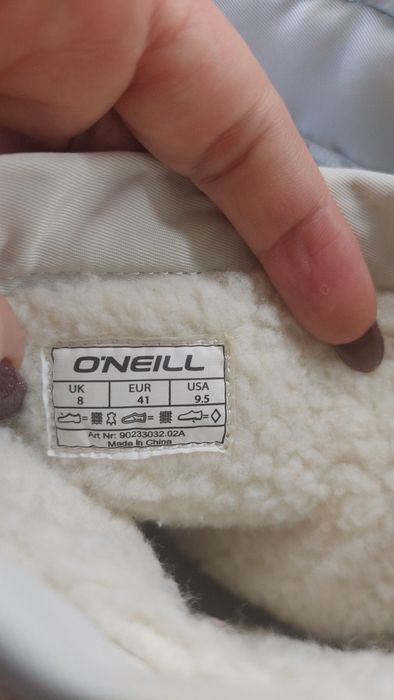 O'NEILL
UK EUR USA
8 41 9.5
Art Nr: 90233032.02A
Made in China